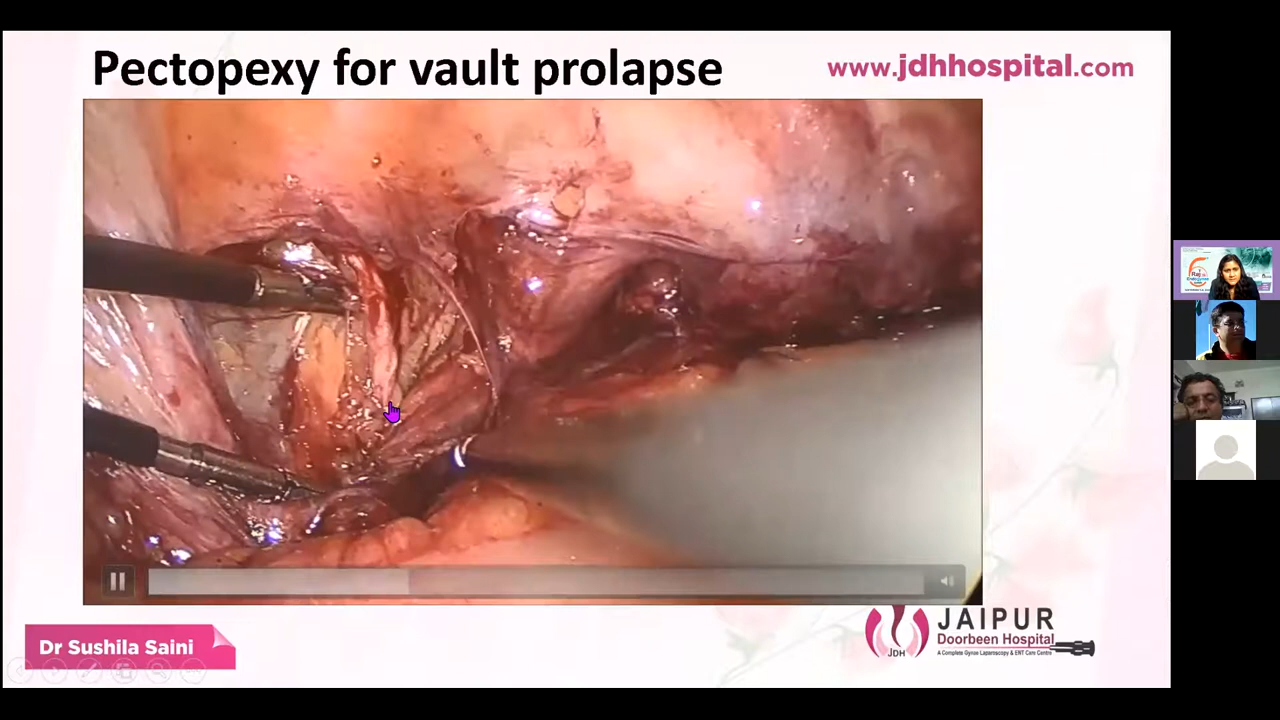 Pectopexy for vault prolapse
www.jdhhospital.com
Dr Sushila Saini
JDH
JAIPUR
Doorbeen Hospital
A Complete Gynae Laparoscopy & ENT Care Centre